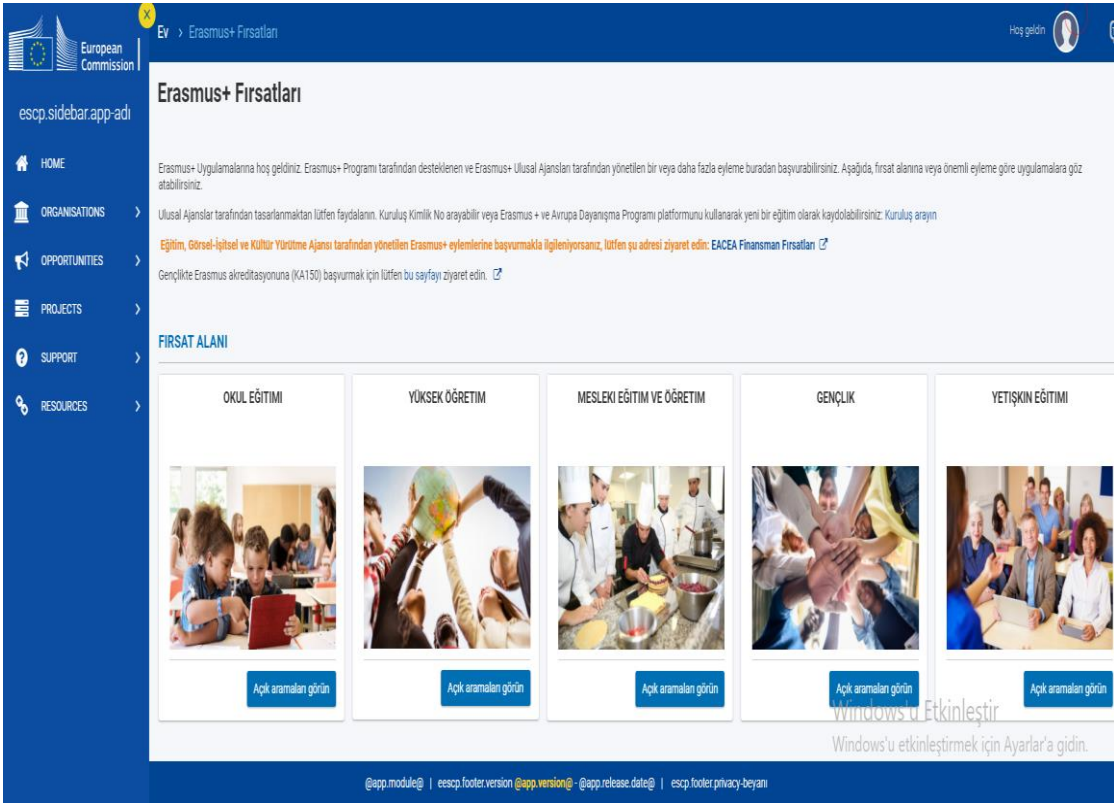 Ev > Erasmus+ Fırsatları
Hoş geldin
European
Commission
escp.sidebar.app-adı
HOME
ORGANISATIONS
OPPORTUNITIES
PROJECTS
SUPPORT
RESOURCES
Erasmus+ Fırsatları
Erasmus+ Uygulamalarına hoş geldiniz. Erasmus+ Programı tarafından desteklenen ve Erasmus+ Ulusal Ajansları tarafından yönetilen bir veya daha fazla eyleme buradan başvurabilirsiniz. Aşağıda, fırsat alanına veya önemli eyleme göre uygulamalara göz
atabilirsiniz.
Ulusal Ajanslar tarafından tasarlanmaktan lütfen faydalanın. Kuruluş Kimlik No arayabilir veya Erasmus + ve Avrupa Dayanışma Programı platformunu kullanarak yeni bir eğitim olarak kaydolabilirsiniz: Kuruluş arayın
Eğitim, Görsel-İşitsel ve Kültür Yürütme Ajansı tarafından yönetilen Erasmus+ eylemlerine başvurmakla ilgileniyorsanız, lütfen şu adresi ziyaret edin: EACEA Finansman Fırsatları
Gençlikte Erasmus akreditasyonuna (KA150) başvurmak için lütfen bu sayfayı ziyaret edin.
FIRSAT ALANI
OKUL EĞİTIMI
YÜKSEK ÖĞRETIM
MESLEKI EĞITIM VE ÖĞRETIM
GENÇLIK
YETIŞKIN EĞITIMI
Açık aramaları görün
Açık aramaları görün
Açık aramaları görün
Açık aramaları görün
Açık aramaları görün
Windows'u Etkinleştir
Windows'u etkinleştirmek için Ayarlar'a gidin.
@app.module@ | eescp.footer.version @app.version@ - @app.release.date@ | escp.footer.privacy-beyanı